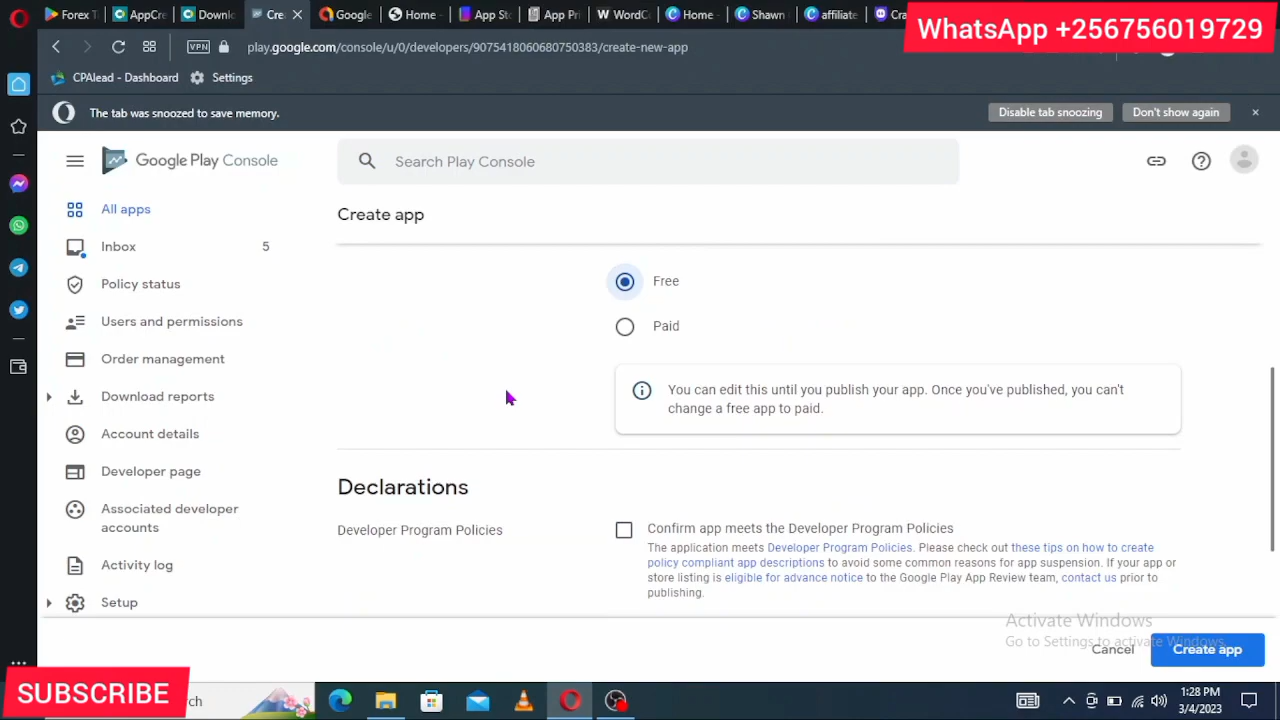 Forex T
AppCre
Downlo
Crea
Google
Home -
App Sto
App Pri
WordCo
Home
Shawn
affiliate
Cra
WhatsApp +256756019729
VPN
play.google.com/console/u/0/developers/9075418060680750383/create-new-app
CPAlead - Dashboard
Settings
The tab was snoozed to save memory.
Disable tab snoozing
Don't show again
Google Play Console
Search Play Console
All apps
Create app
Inbox 5
Policy status
Free
Users and permissions
Paid
Order management
Download reports
You can edit this until you publish your app. Once you've published, you can't
change a free app to paid.
Account details
Developer page
Declarations
Associated developer
accounts
Developer Program Policies
Confirm app meets the Developer Program Policies
The application meets Developer Program Policies. Please check out these tips on how to create
policy compliant app descriptions to avoid some common reasons for app suspension. If your app or
store listing is eligible for advance notice to the Google Play App Review team, contact us prior to
publishing.
Activity log
Setup
Activate Windows
Go to Settings to activate Windows.
Cancel
Create app
SUBSCRIBE
rch
1:28 PM
3/4/2023